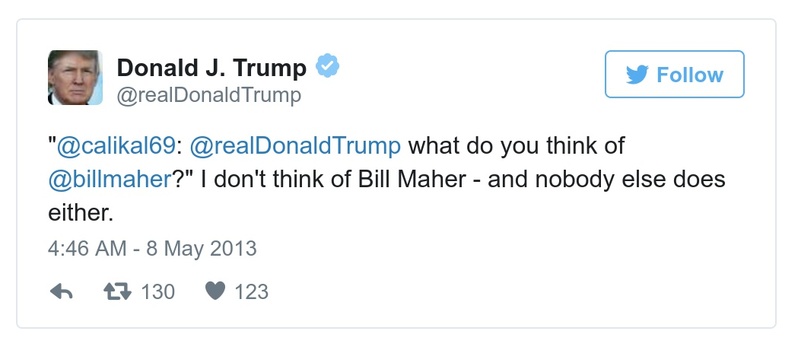 Donald J. Trump
@realDonaldTrump
Follow
"@calikal69: @realDonaldTrump what do you think of
@billmaher?" I don't think of Bill Maher - and nobody else does
either.
4:46 AM - 8 May 2013
130 123